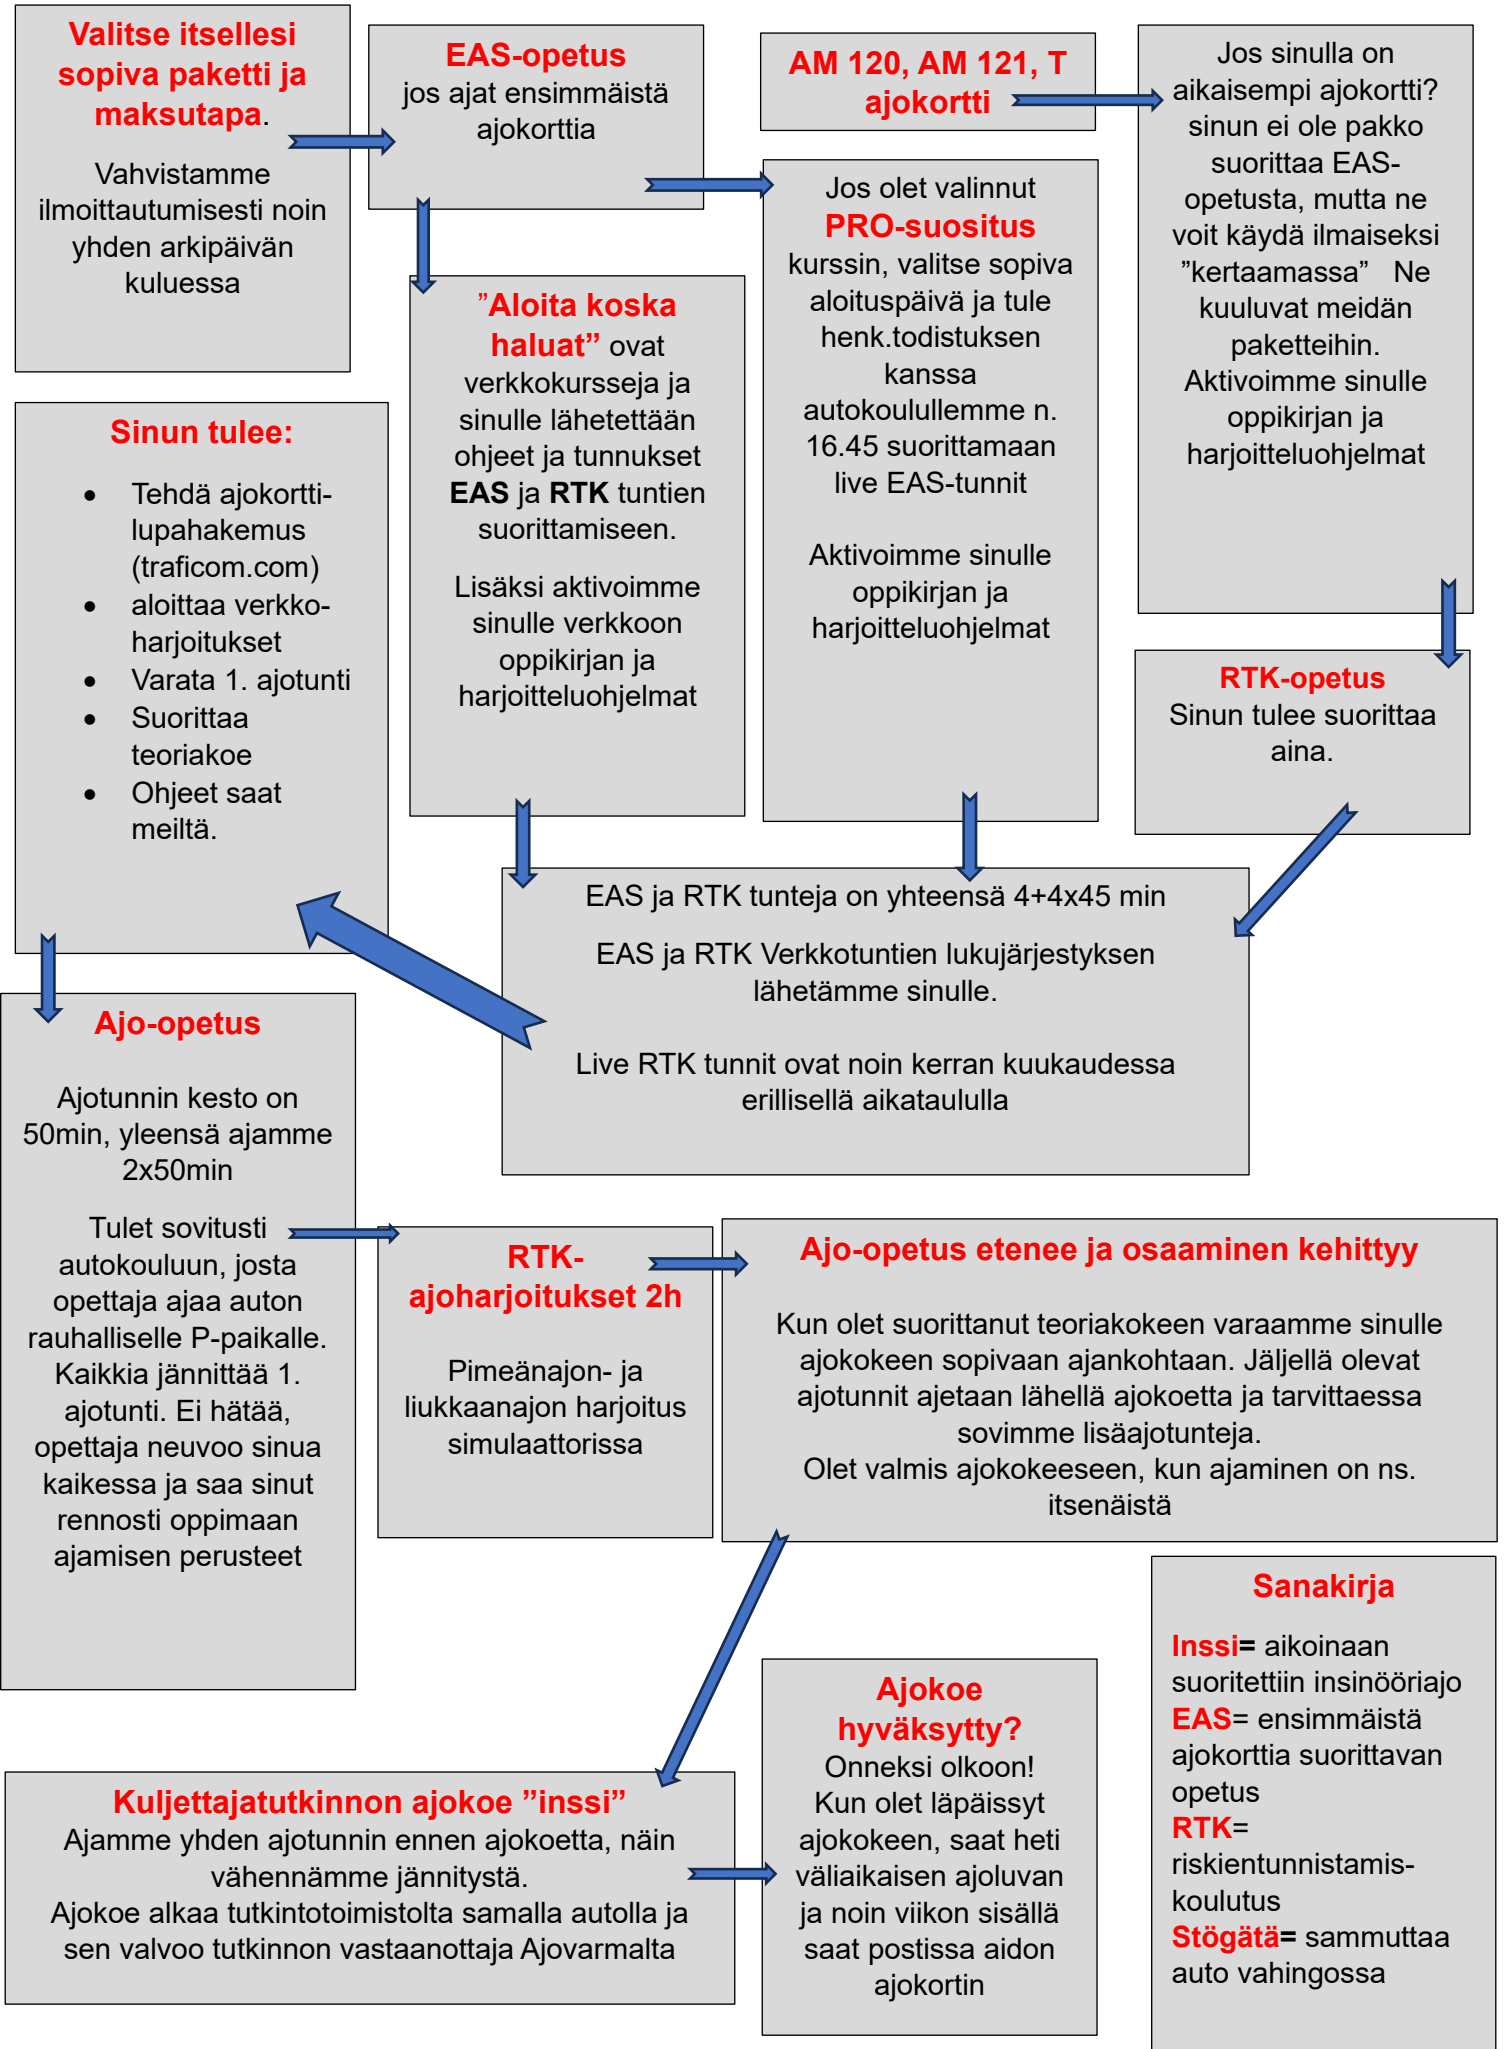 Valitse itsellesi
sopiva paketti ja
maksutapa.
Vahvistamme
ilmoittautumisesti noin
yhden arkipäivän
kuluessa
EAS-opetus
jos ajat ensimmäistä
ajokorttia
AM 120, AM 121, T
ajokortti
Jos sinulla on
aikaisempi ajokortti?
sinun ei ole pakko
suorittaa EAS-
opetusta, mutta ne
voit käydä ilmaiseksi
”kertaamassa” Ne
kuuluvat meidän
paketteihin.
Aktivoimme sinulle
oppikirjan ja
harjoitteluohjelmat
”Aloita koska
haluat” ovat
verkkokursseja ja
sinulle lähetettään
ohjeet ja tunnukset
EAS ja RTK tuntien
suorittamiseen.
Lisäksi aktivoimme
sinulle verkkoon
oppikirjan ja
harjoitteluohjelmat
Jos olet valinnut
PRO-suositus
kurssin, valitse sopiva
aloituspäivä ja tule
henk.todistuksen
kanssa
autokoulullemme n.
16.45 suorittamaan
live EAS-tunnit
Aktivoimme sinulle
oppikirjan ja
harjoitteluohjelmat
RTK-opetus
Sinun tulee suorittaa
aina.
Sinun tulee:
• Tehdä ajokortti-
lupahakemus
(traficom.com)
• aloittaa verkko-
harjoitukset
• Varata 1. ajotunti
• Suorittaa
teoriakoe
• Ohjeet saat
meiltä.
EAS ja RTK tunteja on yhteensä 4+4x45 min
EAS ja RTK Verkkotuntien lukujärjestyksen
lähetämme sinulle.
Live RTK tunnit ovat noin kerran kuukaudessa
erillisellä aikataululla
Ajo-opetus
Ajotunnin kesto on
50min, yleensä ajamme
2x50min
Tulet sovitusti
autokouluun, josta
opettaja ajaa auton
rauhalliselle P-paikalle.
Kaikkia jännittää 1.
ajotunti. Ei hätää,
opettaja neuvoo sinua
kaikessa ja saa sinut
rennosti oppimaan
ajamisen perusteet
RTK-
ajoharjoitukset 2h
Pimeänajon- ja
liukkaanajon harjoitus
simulaattorissa
Ajo-opetus etenee ja osaaminen kehittyy
Kun olet suorittanut teoriakokeen varaamme sinulle
ajokokeen sopivaan ajankohtaan. Jäljellä olevat
ajotunnit ajetaan lähellä ajokoetta ja tarvittaessa
sovimme lisäajotunteja.
Olet valmis ajokokeeseen, kun ajaminen on ns.
itsenäistä
Kuljettajatutkinnon ajokoe ”inssi”
Ajamme yhden ajotunnin ennen ajokoetta, näin
vähennämme jännitystä.
Ajokoe alkaa tutkintotoimistolta samalla autolla ja
sen valvoo tutkinnon vastaanottaja Ajovarmalta
Ajokoe
hyväksytty?
Onneksi olkoon!
Kun olet läpäissyt
ajokokeen, saat heti
väliaikaisen ajoluvan
ja noin viikon sisällä
saat postissa aidon
ajokortin
Sanakirja
Inssi= aikoinaan
suoritettiin insinööriajo
EAS= ensimmäistä
ajokorttia suorittavan
opetus
RTK=
riskientunnistamis-
koulutus
Stögätä= sammuttaa
auto vahingossa